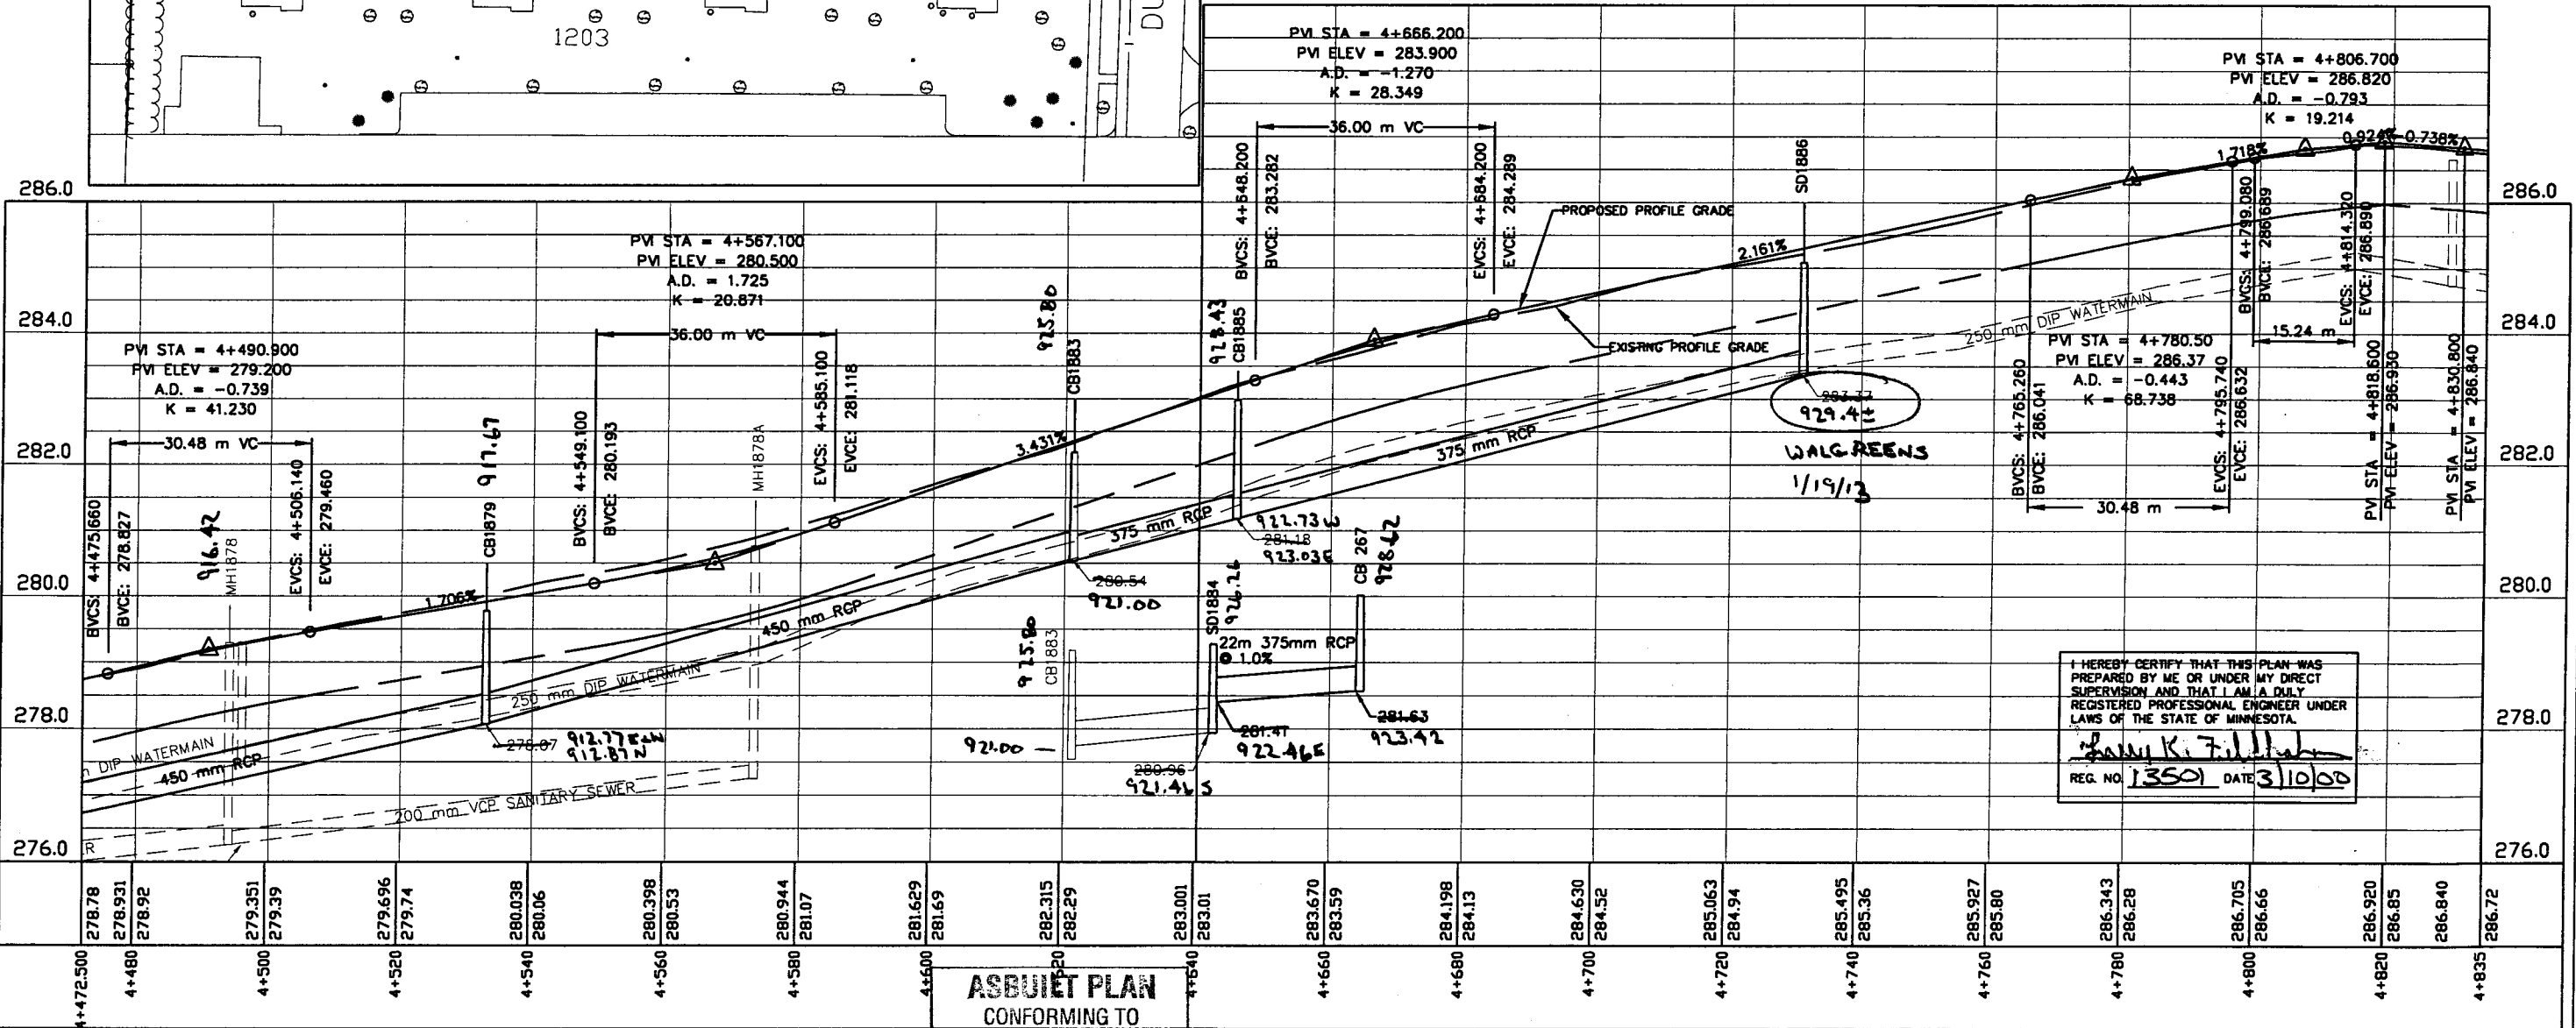 1203
DU
PVI STA = 4+666.200
PVI ELEV = 283.900
A.D. = -1.270
K = 28.349
36.00 m VC
BVCS: 4+648.200
BVCE: 283.282
EVCS: 4+684.200
EVCE: 284.289
PVI STA = 4+806.700
PVI ELEV = 286.820
A.D. = -0.793
K = 19.214
0.924%
-0.738%
1.718%
SD1886
286.0
286.0
PROPOSED PROFILE GRADE
2.161%
EXISTING PROFILE GRADE
PVI STA = 4+567.100
PVI ELEV = 280.500
A.D. = 1.725
K = 20.871
36.00 m VC
925.80
CB1883
928.43
CB1885
284.0
284.0
250 mm DIP WATERMAIN
BVCS: 4+799.080
BVCE: 286.689
EVCS: 4+814.320
EVCE: 286.890
15.24 m
PVI STA = 4+490.900
PVI ELEV = 279.200
A.D. = -0.739
K = 41.230
30.48 m VC
PVI STA = 4+780.50
PVI ELEV = 286.37
A.D. = -0.443
K = 68.738
BVCS: 4+765.260
BVCE: 286.041
EVCS: 4+795.740
EVCE: 286.632
30.48 m
PVI STA = 4+818.600
PVI ELEV = 286.930
PVI STA = 4+830.800
PVI ELEV = 286.840
283.37
929.4±
WALGREENS
1/19/13
375 mm RCP
3.431%
282.0
282.0
BVCS: 4+475.660
BVCE: 278.827
916.42
MH1878
EVCS: 4+506.140
EVCE: 279.460
CB1879
917.67
BVCS: 4+549.100
BVCE: 280.193
MH1878A
EVCS: 4+585.100
EVCE: 281.118
375 mm RCP
922.73W
281.18
923.03E
280.0
280.0
1.706%
450 mm RCP
280.54
921.00
925.80
CB1883
SD1884
926.26
CB 267
928.62
22m 375mm RCP
@ 1.0%
250 mm DIP WATERMAIN
278.0
278.0
278.07
912.77 E&W
912.87N
921.00
281.41
922.46E
281.63
923.42
280.96
921.46 S
DIP WATERMAIN
450 mm RCP
200 mm VCP SANITARY SEWER
R
276.0
276.0
I HEREBY CERTIFY THAT THIS PLAN WAS
PREPARED BY ME OR UNDER MY DIRECT
SUPERVISION AND THAT I AM A DULY
REGISTERED PROFESSIONAL ENGINEER UNDER
LAWS OF THE STATE OF MINNESOTA.
REG. NO. 13501 DATE 3/10/00
278.78
278.931
278.92
279.351
279.39
279.696
279.74
280.038
280.06
280.398
280.53
280.944
281.07
281.629
281.69
282.315
282.29
283.001
283.01
283.670
283.59
284.198
284.13
284.630
284.52
285.063
284.94
285.495
285.36
285.927
285.80
286.343
286.28
286.705
286.66
286.920
286.85
286.840
286.72
4+472.500
4+480
4+500
4+520
4+540
4+560
4+580
4+600
4+620
4+640
4+660
4+680
4+700
4+720
4+740
4+760
4+780
4+800
4+820
4+835
ASBUILT PLAN
CONFORMING TO